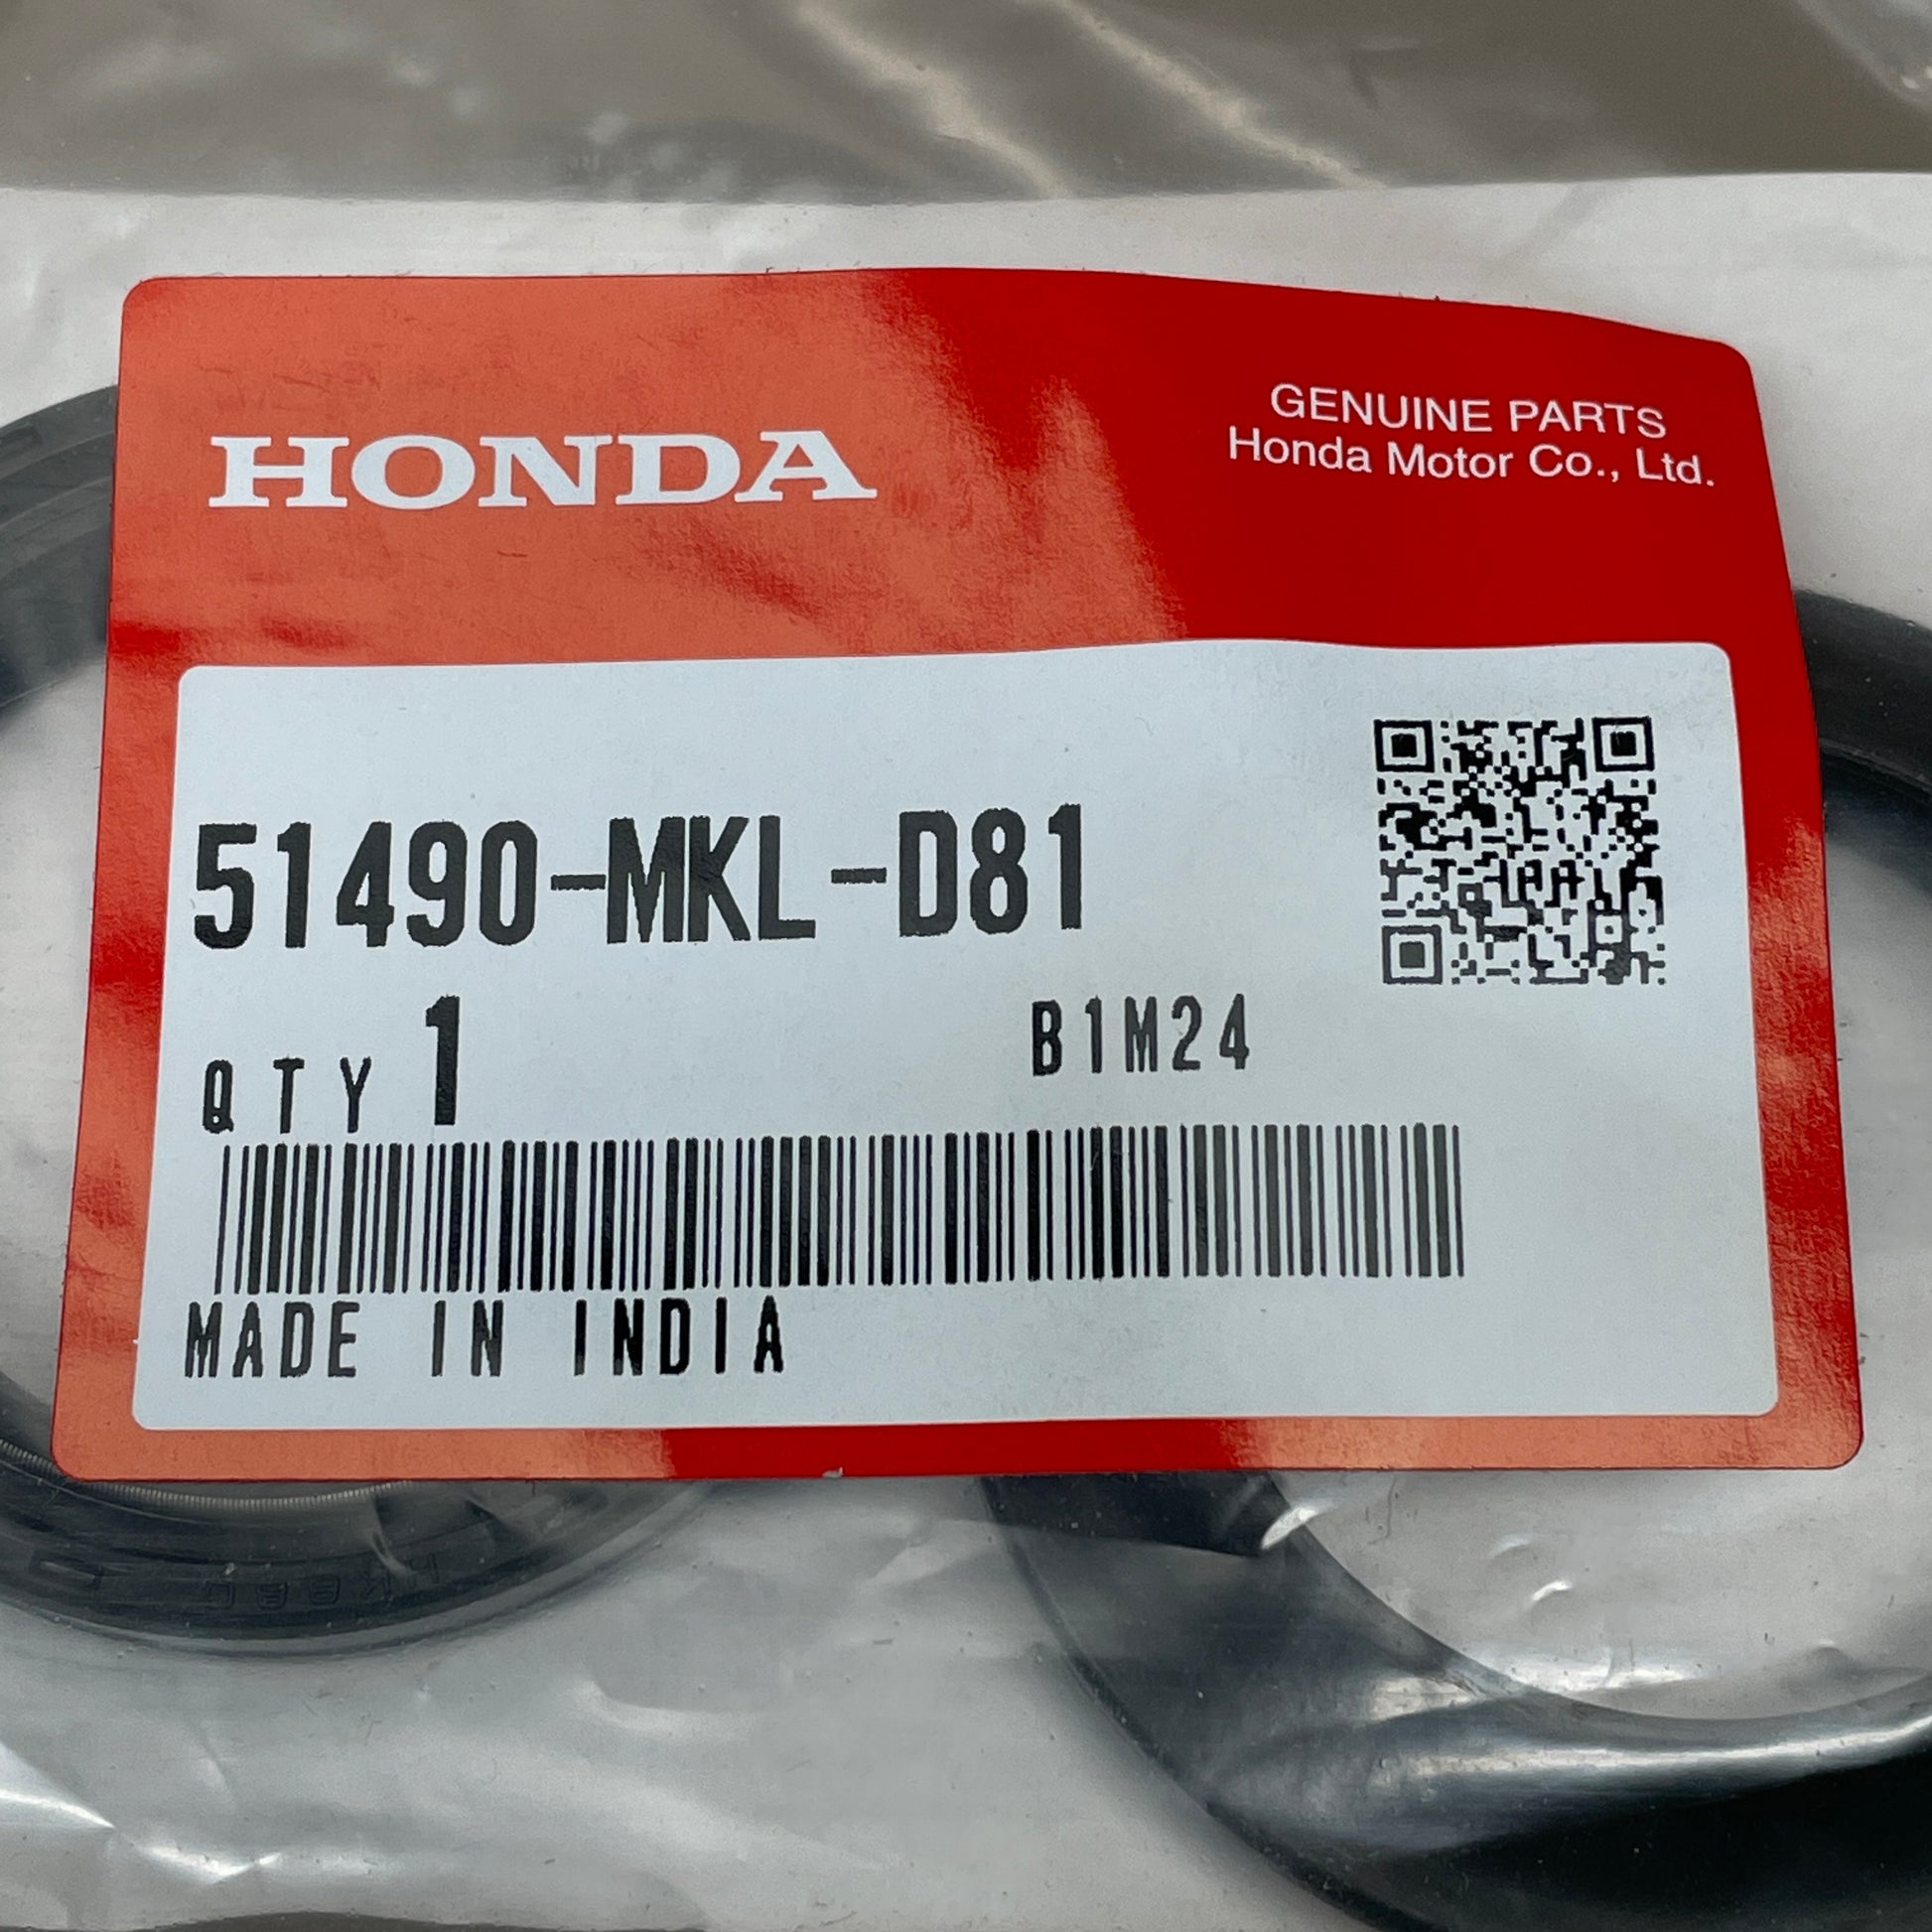 HONDA
GENUINE PARTS
Honda Motor Co., Ltd.
51490-MKL-D81
QTY 1
B1M24
MADE IN INDIA